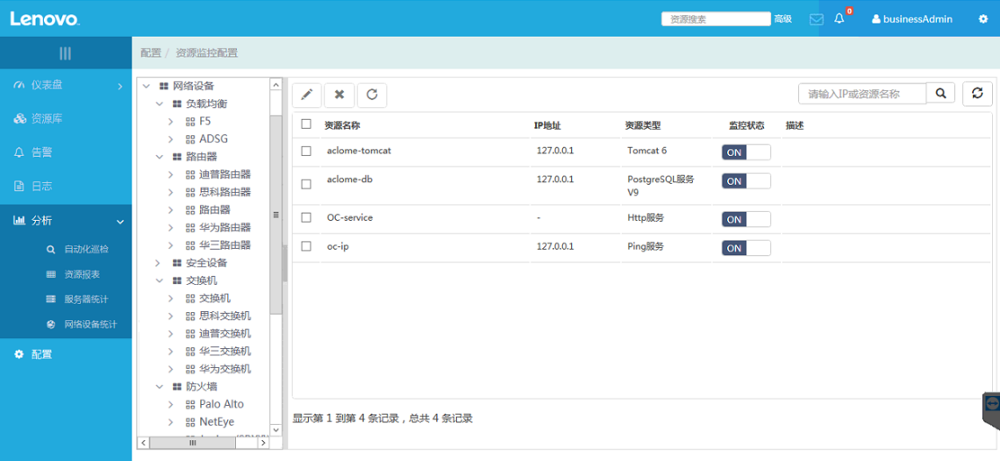 Lenovo
资源搜索
高级
0
businessAdmin
仪表盘
资源库
告警
日志
分析
自动化巡检
资源报表
服务器统计
网络设备统计
配置
配置 / 资源监控配置
网络设备
负载均衡
F5
ADSG
路由器
迪普路由器
思科路由器
路由器
华为路由器
华三路由器
安全设备
交换机
交换机
思科交换机
迪普交换机
华三交换机
华为交换机
防火墙
Palo Alto
NetEye
请输入IP或资源名称
资源名称 IP地址 资源类型 监控状态 描述
aclome-tomcat 127.0.0.1 Tomcat 6 ON
aclome-db 127.0.0.1 PostgreSQL服务 ON
V9
OC-service - Http服务 ON
oc-ip 127.0.0.1 Ping服务 ON
显示第 1 到第 4 条记录，总共 4 条记录